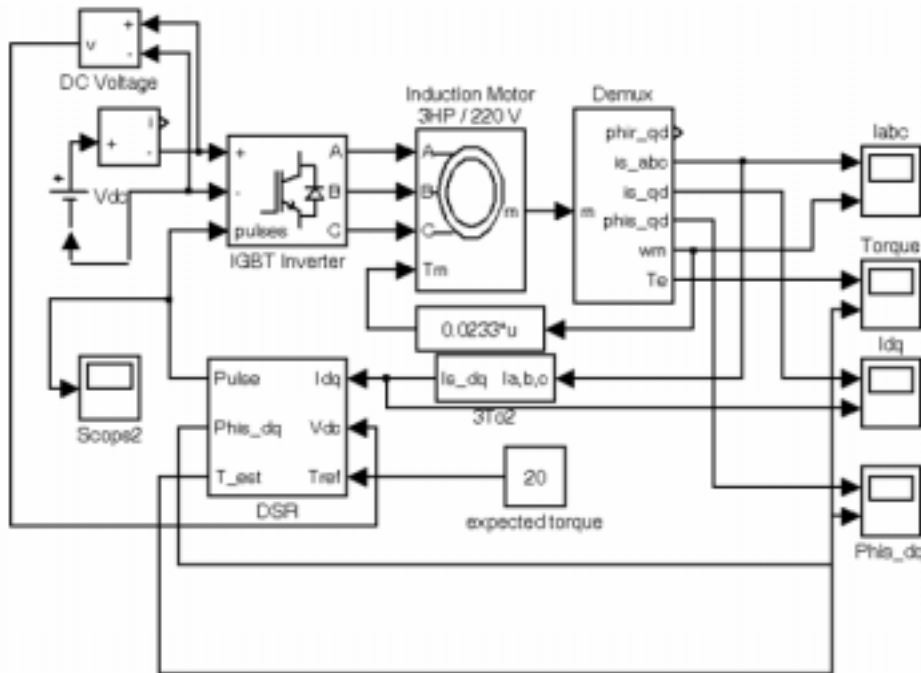 +
v
-
DC Voltage
i
+
-
+
Vdc
+
-
pulses
A
B
C
IGBT Inverter
Induction Motor
3HP / 220 V
A
B
C
m
Tm
Demux
phir_qd
is_abc
m
is_qd
phis_qd
wm
Te
Iabc
Torque
Idq
Phis_dq
0.0233*u
Is_dq
Ia,b,c
3To2
Scope2
Pulse
Idq
Phis_dq
Vdc
T_est
Tref
DSR
20
expected torque